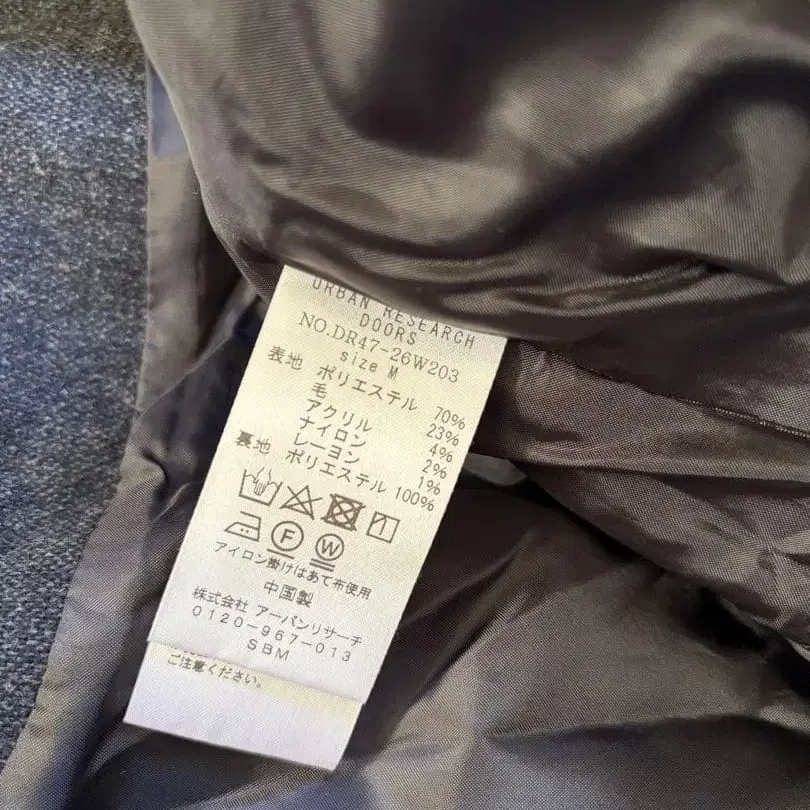 URBAN RESEARCH
DOORS
NO.DR47-26W203
size M
表地 ポリエステル 70%
毛 23%
アクリル 4%
ナイロン 2%
レーヨン 1%
裏地 ポリエステル 100%
F W
アイロン掛けはあて布使用
中国製
株式会社 アーバンリサーチ
0120-967-013
SBM
ご注意ください。